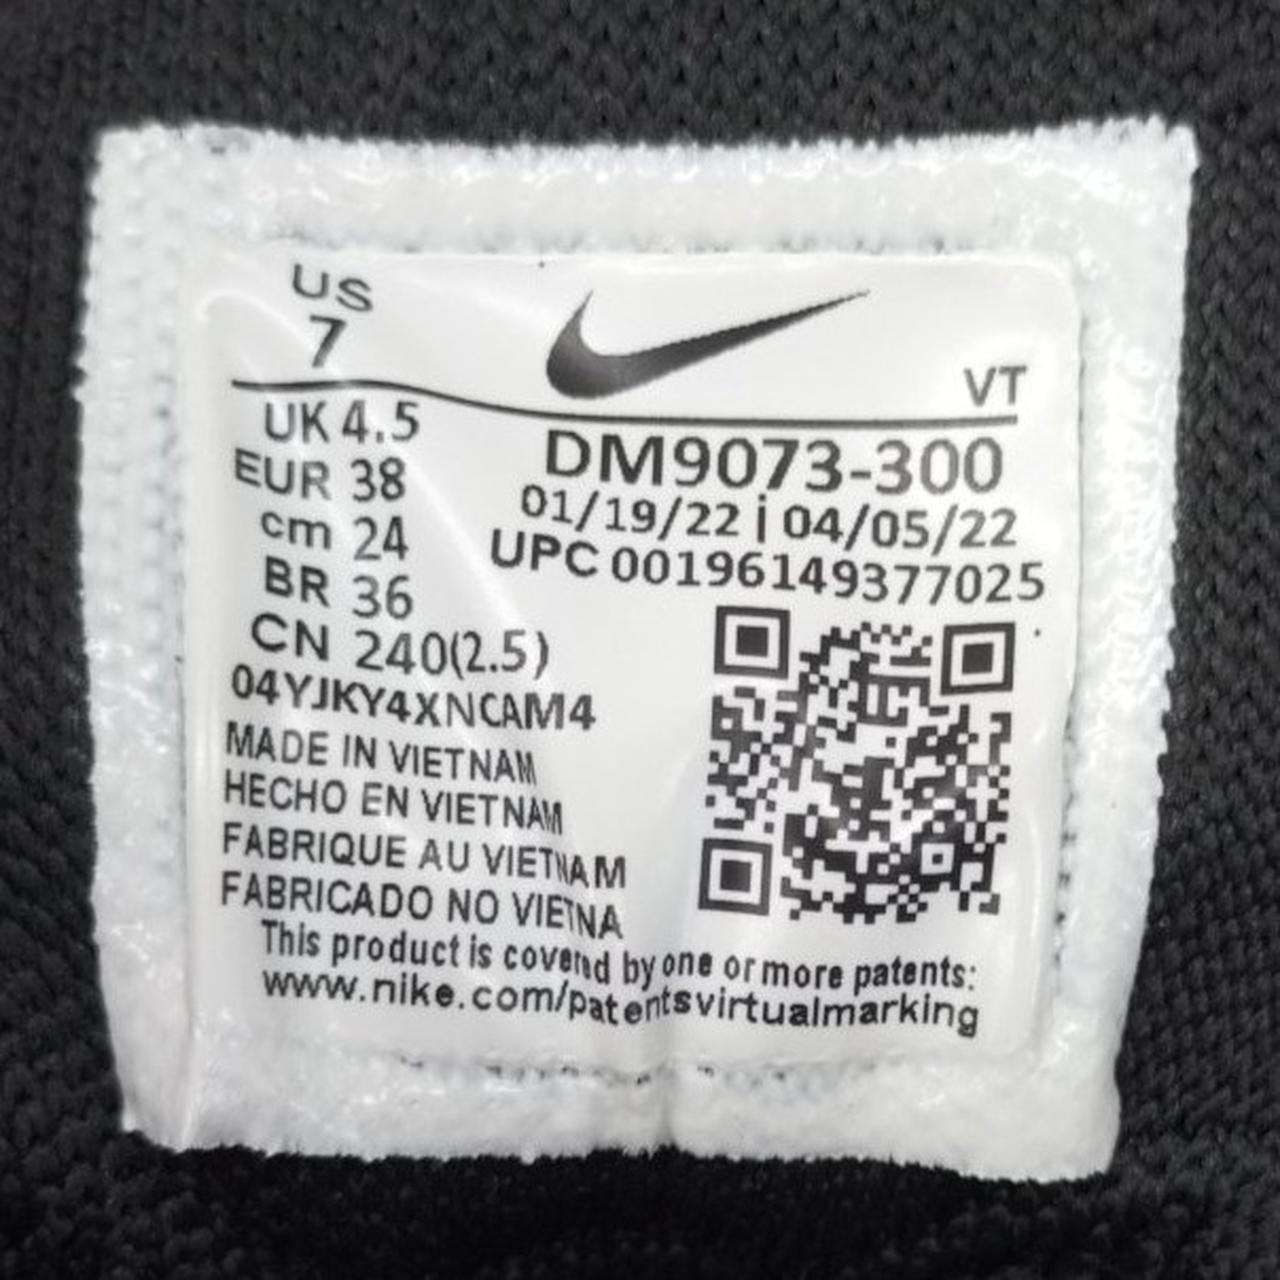 US
7
VT
UK 4.5
EUR 38
cm 24
BR 36
CN 240(2.5)
DM9073-300
01/19/22 | 04/05/22
UPC 00196149377025
04YJKY4XNCAM4
MADE IN VIETNAM
HECHO EN VIETNAM
FABRIQUE AU VIETNAM
FABRICADO NO VIETNA
This product is covered by one or more patents:
www.nike.com/patentsvirtualmarking